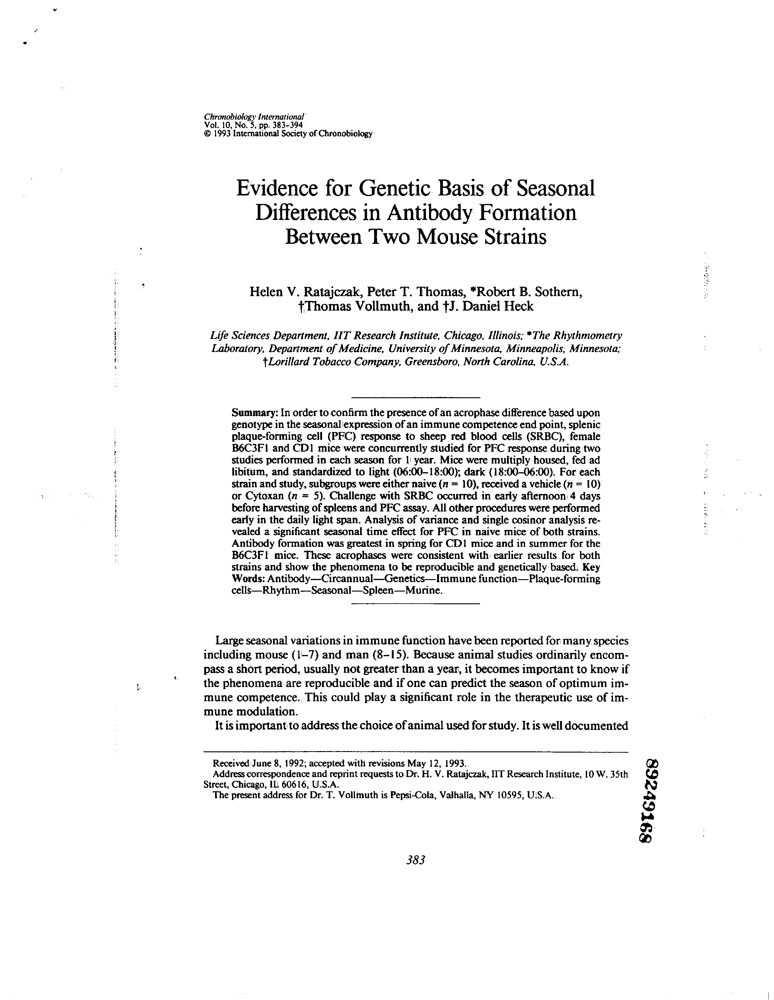 Chronobiology International
Vol. 10, No. 5, pp. 383–394
© 1993 International Society of Chronobiology
Evidence for Genetic Basis of Seasonal
Differences in Antibody Formation
Between Two Mouse Strains
Helen V. Ratajczak, Peter T. Thomas, *Robert B. Sothern,
†Thomas Vollmuth, and †J. Daniel Heck
Life Sciences Department, IIT Research Institute, Chicago, Illinois; *The Rhythmometry
Laboratory, Department of Medicine, University of Minnesota, Minneapolis, Minnesota;
†Lorillard Tobacco Company, Greensboro, North Carolina, U.S.A.
Summary: In order to confirm the presence of an acrophase difference based upon
genotype in the seasonal expression of an immune competence end point, splenic
plaque-forming cell (PFC) response to sheep red blood cells (SRBC), female
B6C3F1 and CD1 mice were concurrently studied for PFC response during two
studies performed in each season for 1 year. Mice were multiply housed, fed ad
libitum, and standardized to light (06:00–18:00); dark (18:00–06:00). For each
strain and study, subgroups were either naive (n = 10), received a vehicle (n = 10)
or Cytoxan (n = 5). Challenge with SRBC occurred in early afternoon 4 days
before harvesting of spleens and PFC assay. All other procedures were performed
early in the daily light span. Analysis of variance and single cosinor analysis re-
vealed a significant seasonal time effect for PFC in naive mice of both strains.
Antibody formation was greatest in spring for CD1 mice and in summer for the
B6C3F1 mice. These acrophases were consistent with earlier results for both
strains and show the phenomena to be reproducible and genetically based. Key
Words: Antibody—Circannual—Genetics—Immune function—Plaque-forming
cells—Rhythm—Seasonal—Spleen—Murine.
Large seasonal variations in immune function have been reported for many species
including mouse (1–7) and man (8–15). Because animal studies ordinarily encom-
pass a short period, usually not greater than a year, it becomes important to know if
the phenomena are reproducible and if one can predict the season of optimum im-
mune competence. This could play a significant role in the therapeutic use of im-
mune modulation.
It is important to address the choice of animal used for study. It is well documented
Received June 8, 1992; accepted with revisions May 12, 1993.
Address correspondence and reprint requests to Dr. H. V. Ratajczak, IIT Research Institute, 10 W. 35th
Street, Chicago, IL 60616, U.S.A.
The present address for Dr. T. Vollmuth is Pepsi-Cola, Valhalla, NY 10595, U.S.A.
89249168
383